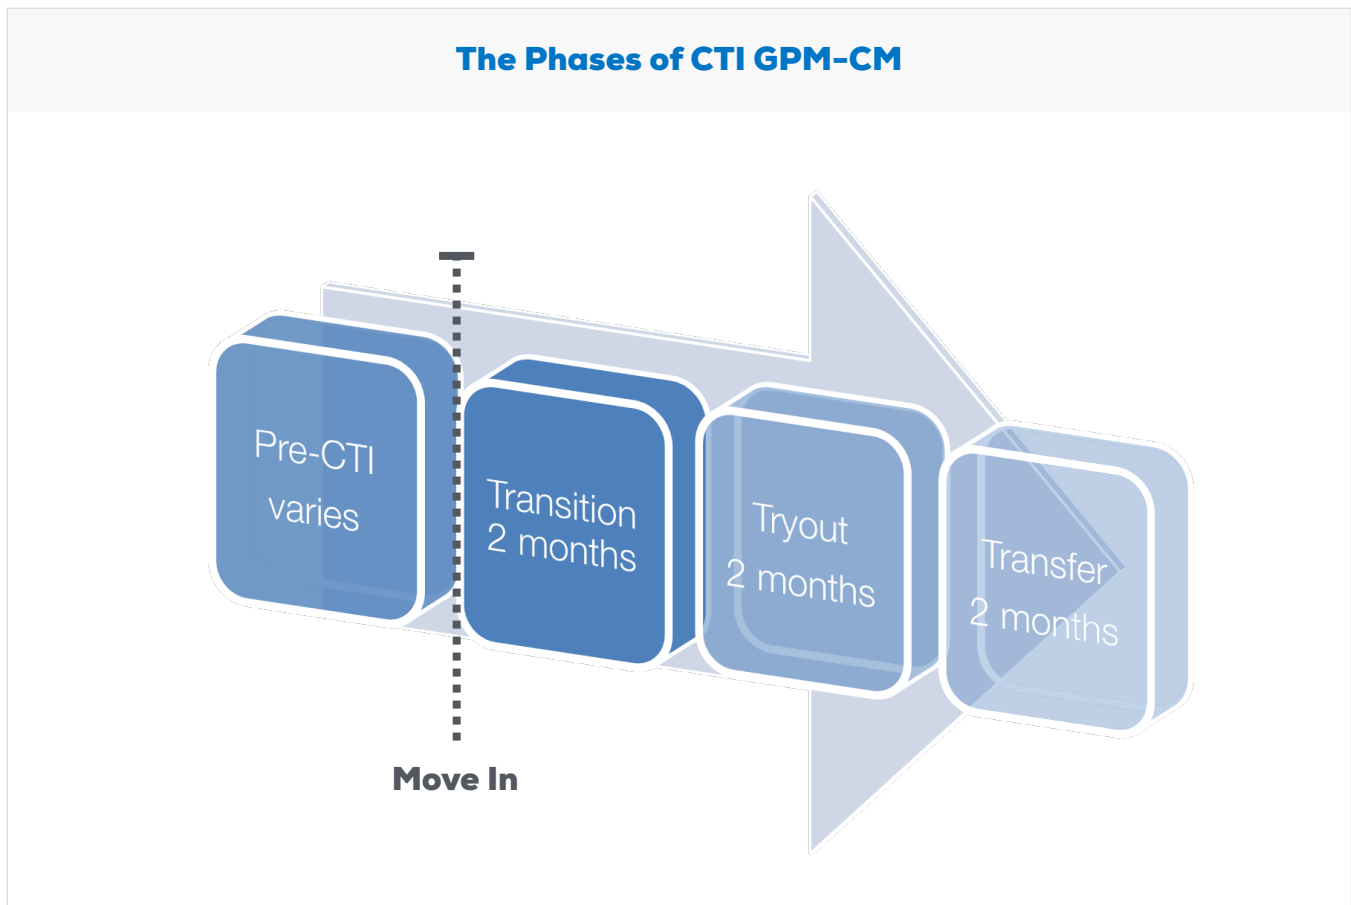 The Phases of CTI GPM-CM
Pre-CTI
varies
Transition
2 months
Tryout
2 months
Transfer
2 months
Move In